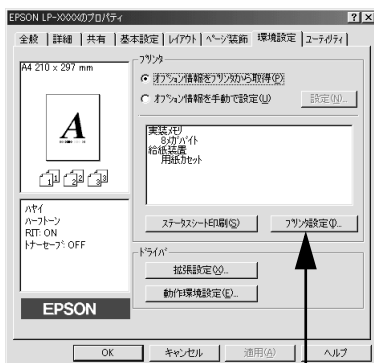 EPSON LP-XXXXのプロパティ
全般 詳細 共有 基本設定 レイアウト ページ装飾 環境設定 ユーティリティ
A4 210 x 297 mm
A
1 1 2 2 3 3
ハヤイ
ハーフトーン
RIT: ON
トナーセーブ: OFF
EPSON
プリンタ
オプション情報をプリンタから取得(P)
オプション情報を手動で設定(U)
設定(N)...
実装メモリ
8メガバイト
給紙装置
用紙カセット
ステータスシート印刷(S)
プリンタ設定(I)...
ドライバ
拡張設定(X)...
動作環境設定(E)...
OK
キャンセル
適用(A)
ヘルプ